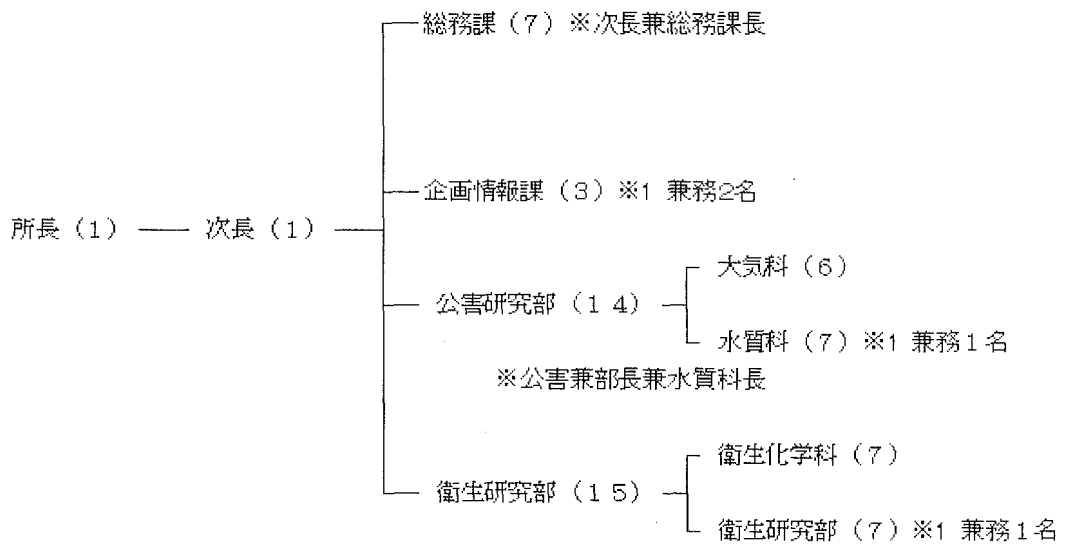 総務課（７）※次長兼総務課長
企画情報課（３）※1 兼務2名
所長（１） 次長（１）
大気科（６）
公害研究部（１４）
水質科（７）※1 兼務１名
※公害兼部長兼水質科長
衛生化学科（７）
衛生研究部（１５）
衛生研究部（７）※1 兼務１名